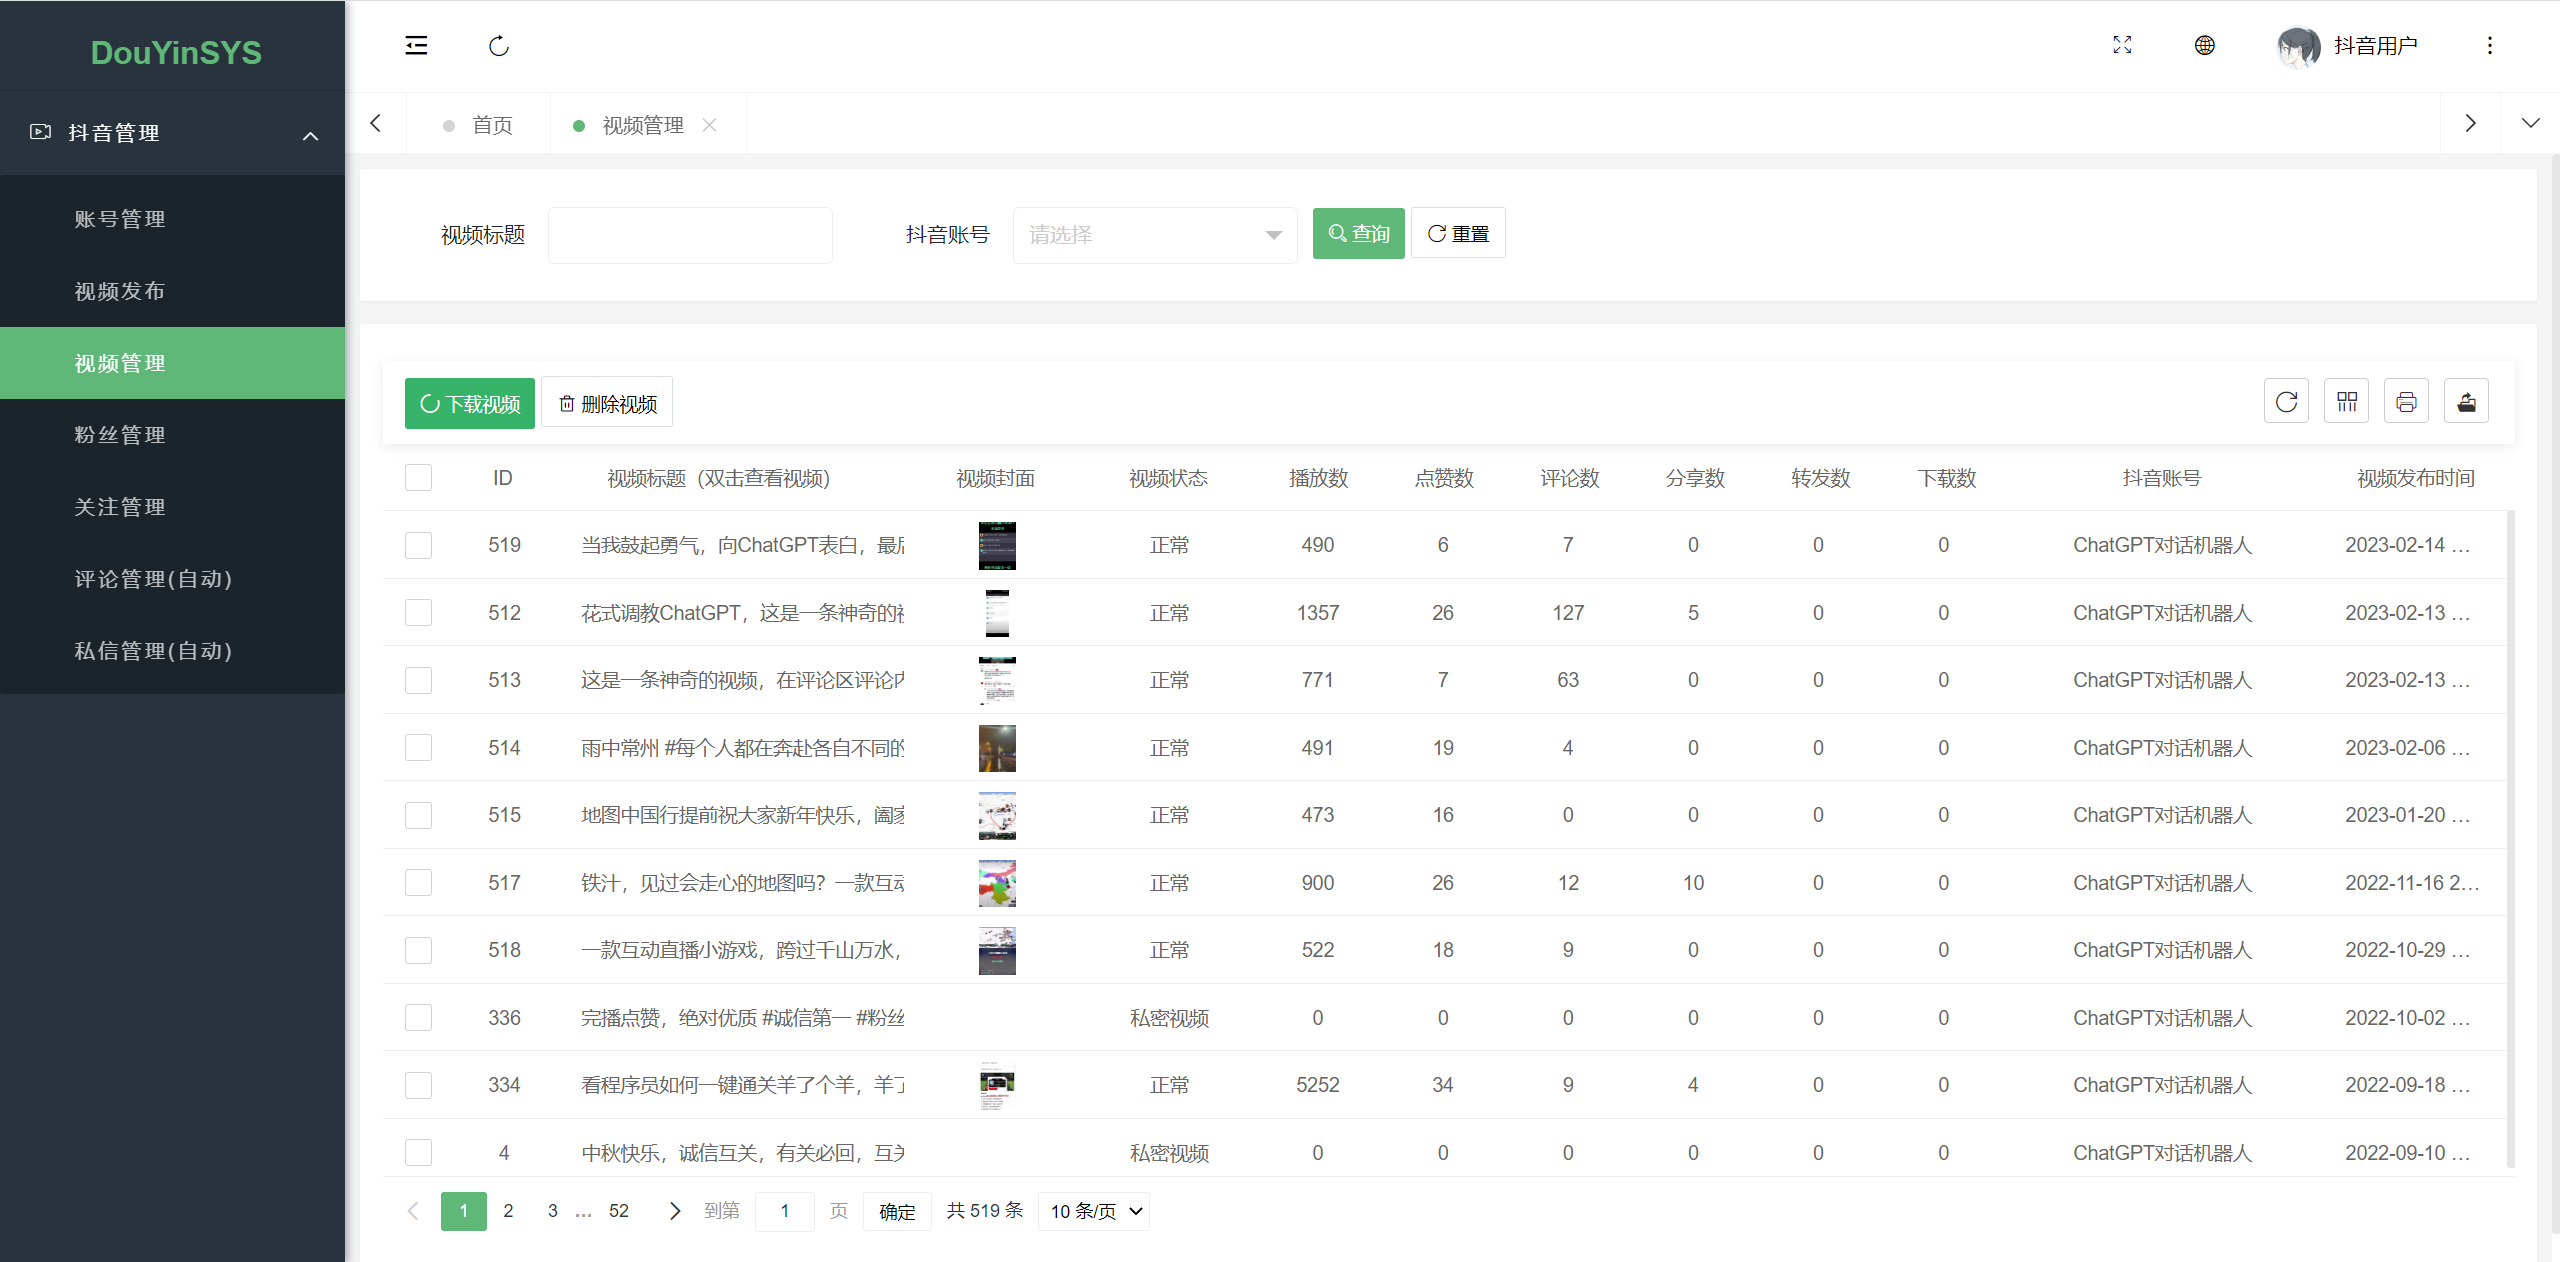 DouYinSYS
抖音管理
账号管理
视频发布
视频管理
粉丝管理
关注管理
评论管理(自动)
私信管理(自动)
抖音用户
首页 视频管理
视频标题 抖音账号 请选择 查询 重置
下载视频 删除视频
ID 视频标题（双击查看视频） 视频封面 视频状态 播放数 点赞数 评论数 分享数 转发数 下载数 抖音账号 视频发布时间
519 当我鼓起勇气，向ChatGPT表白，最后 正常 490 6 7 0 0 0 ChatGPT对话机器人 2023-02-14 ...
512 花式调教ChatGPT，这是一条神奇的 正常 1357 26 127 5 0 0 ChatGPT对话机器人 2023-02-13 ...
513 这是一条神奇的视频，在评论区评论 正常 771 7 63 0 0 0 ChatGPT对话机器人 2023-02-13 ...
514 雨中常州 #每个人都在奔赴各自不同的 正常 491 19 4 0 0 0 ChatGPT对话机器人 2023-02-06 ...
515 地图中国行提前祝大家新年快乐，阖家 正常 473 16 0 0 0 0 ChatGPT对话机器人 2023-01-20 ...
517 铁汁，见过会走心的地图吗？一款互动 正常 900 26 12 10 0 0 ChatGPT对话机器人 2022-11-16 2...
518 一款互动直播小游戏，跨过千山万水， 正常 522 18 9 0 0 0 ChatGPT对话机器人 2022-10-29 ...
336 完播点赞，绝对优质 #诚信第一 #粉丝 私密视频 0 0 0 0 0 0 ChatGPT对话机器人 2022-10-02 ...
334 看程序员如何一键通关羊了个羊，羊了 正常 5252 34 9 4 0 0 ChatGPT对话机器人 2022-09-18 ...
4 中秋快乐，诚信互关，有关必回，互关 私密视频 0 0 0 0 0 0 ChatGPT对话机器人 2022-09-10 ...
1 2 3 ... 52 到第 1 页 确定 共 519 条 10 条/页